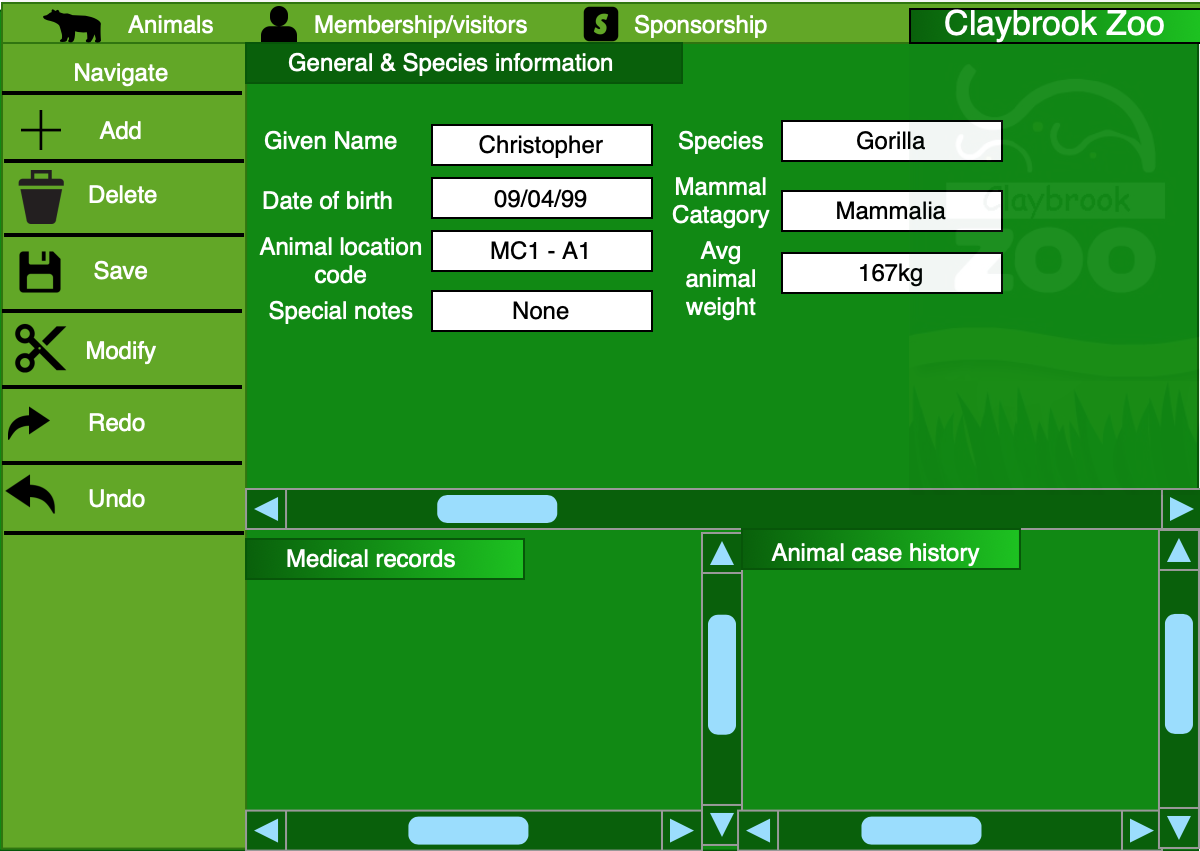 Animals
Membership/visitors
S
Sponsorship
Claybrook Zoo
Navigate
Add
Delete
Save
Modify
Redo
Undo
General & Species information
Given Name
Christopher
Date of birth
09/04/99
Animal location
code
MC1 - A1
Special notes
None
Species
Gorilla
Mammal
Catagory
Mammalia
Avg
animal
weight
167kg
Claybrook
ZOO
Medical records
Animal case history